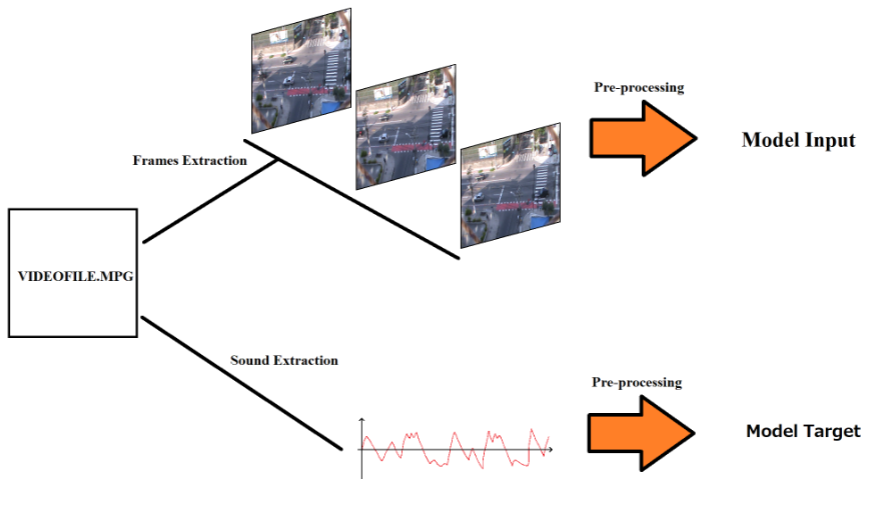 Pre-processing
Model Input
Frames Extraction
VIDEOFILE.MPG
Sound Extraction
Pre-processing
Model Target